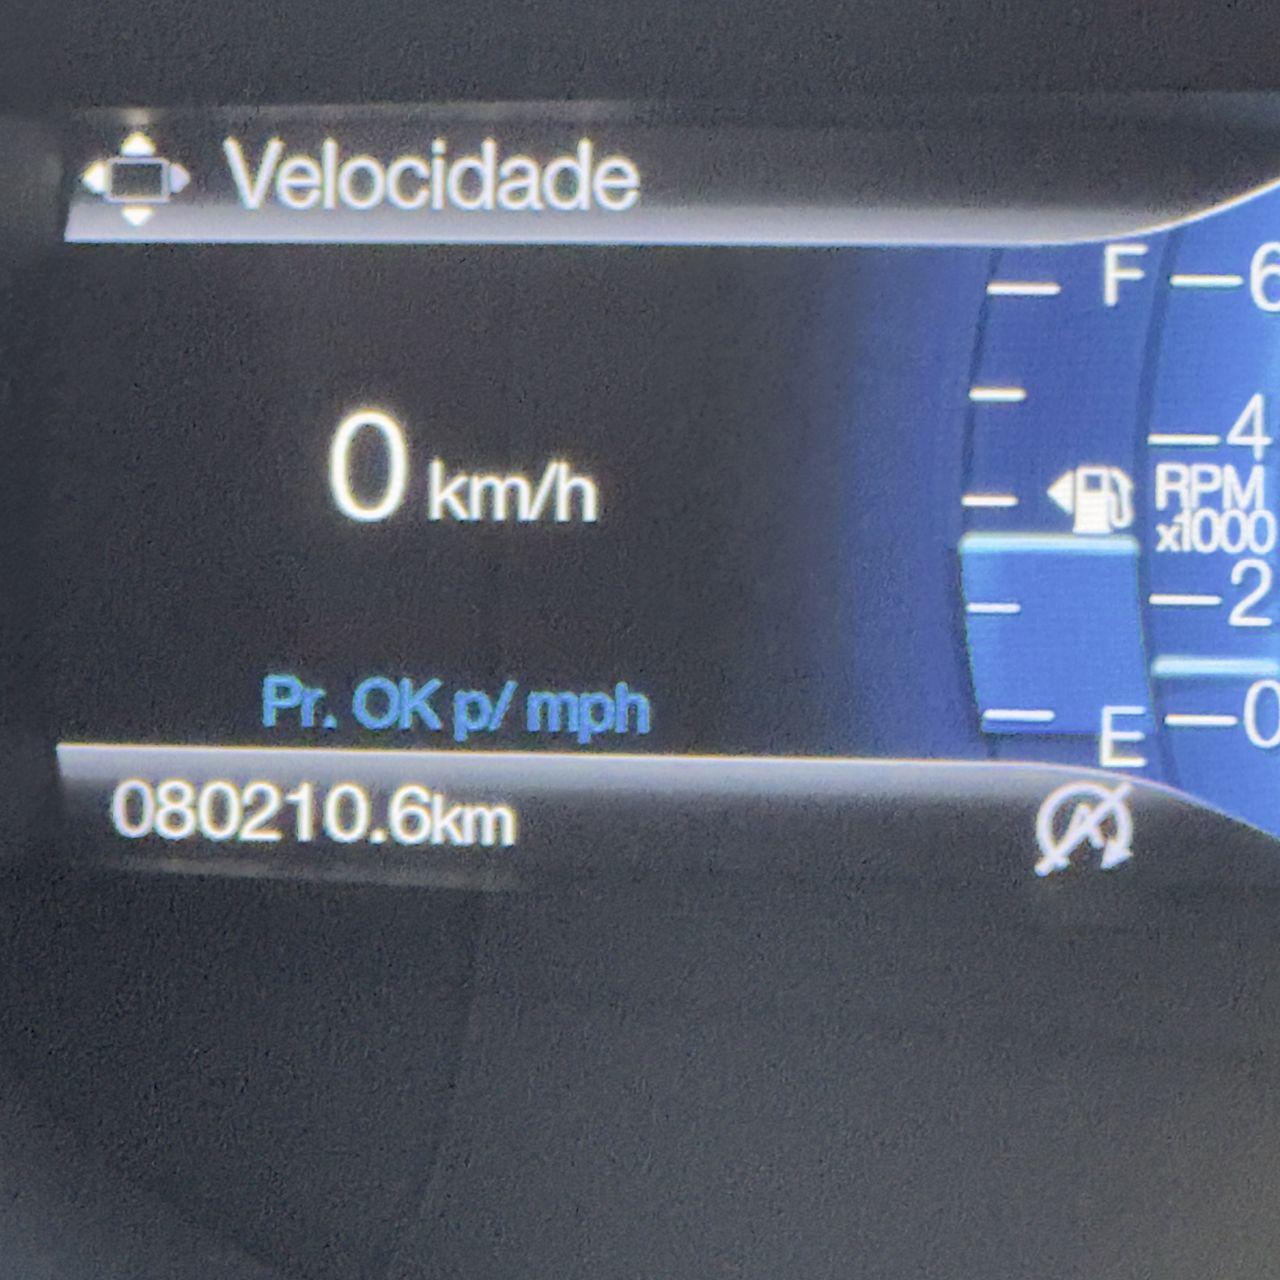 Velocidade
F
6
0 km/h
4
RPM
x1000
2
Pr. OK p/ mph
E
0
080210.6km
A